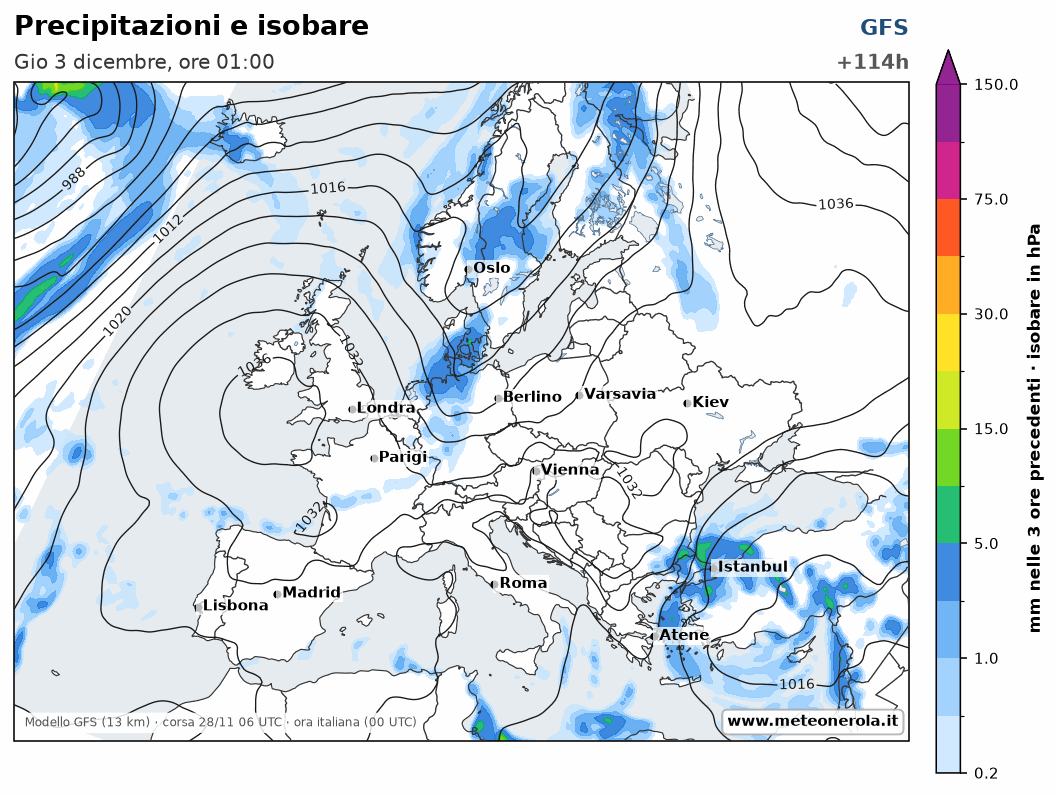 Precipitazioni e isobare
GFS
Gio 3 dicembre, ore 01:00
+114h
988
1012
1016
1020
1036
1036
1032
1032
1032
1016
Oslo
Londra
Berlino
Varsavia
Kiev
Parigi
Vienna
Istanbul
Roma
Madrid
Lisbona
Atene
Modello GFS (13 km) · corsa 28/11 06 UTC · ora italiana (00 UTC)
www.meteonerola.it
150.0
75.0
30.0
15.0
5.0
1.0
0.2
mm nelle 3 ore precedenti · isobare in hPa